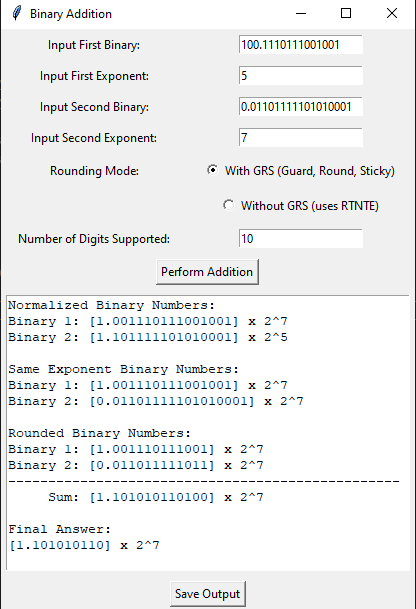 Binary Addition
Input First Binary: 100.1110111001001
Input First Exponent: 5
Input Second Binary: 0.01101111101010001
Input Second Exponent: 7
Rounding Mode: With GRS (Guard, Round, Sticky)
Without GRS (uses RTNTE)
Number of Digits Supported: 10
Perform Addition
Normalized Binary Numbers:
Binary 1: [1.001110111001001] x 2^7
Binary 2: [1.101111101010001] x 2^5
Same Exponent Binary Numbers:
Binary 1: [1.001110111001001] x 2^7
Binary 2: [0.01101111101010001] x 2^7
Rounded Binary Numbers:
Binary 1: [1.001110111001] x 2^7
Binary 2: [0.011011111011] x 2^7
------------------------------------------------
Sum: [1.101010110100] x 2^7
Final Answer:
[1.101010110] x 2^7
Save Output